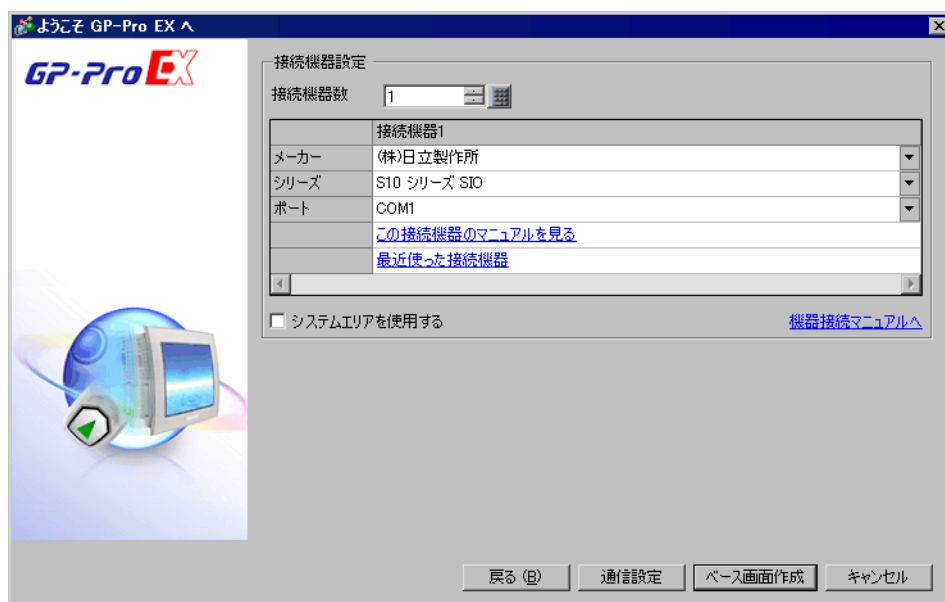 ようこそ GP-Pro EX へ
GP-Pro EX
接続機器設定
接続機器数 1
接続機器1
メーカー (株)日立製作所
シリーズ S10 シリーズ SIO
ポート COM1
この接続機器のマニュアルを見る
最近使った接続機器
システムエリアを使用する 機器接続マニュアルへ
戻る (B) 通信設定 ベース画面作成 キャンセル